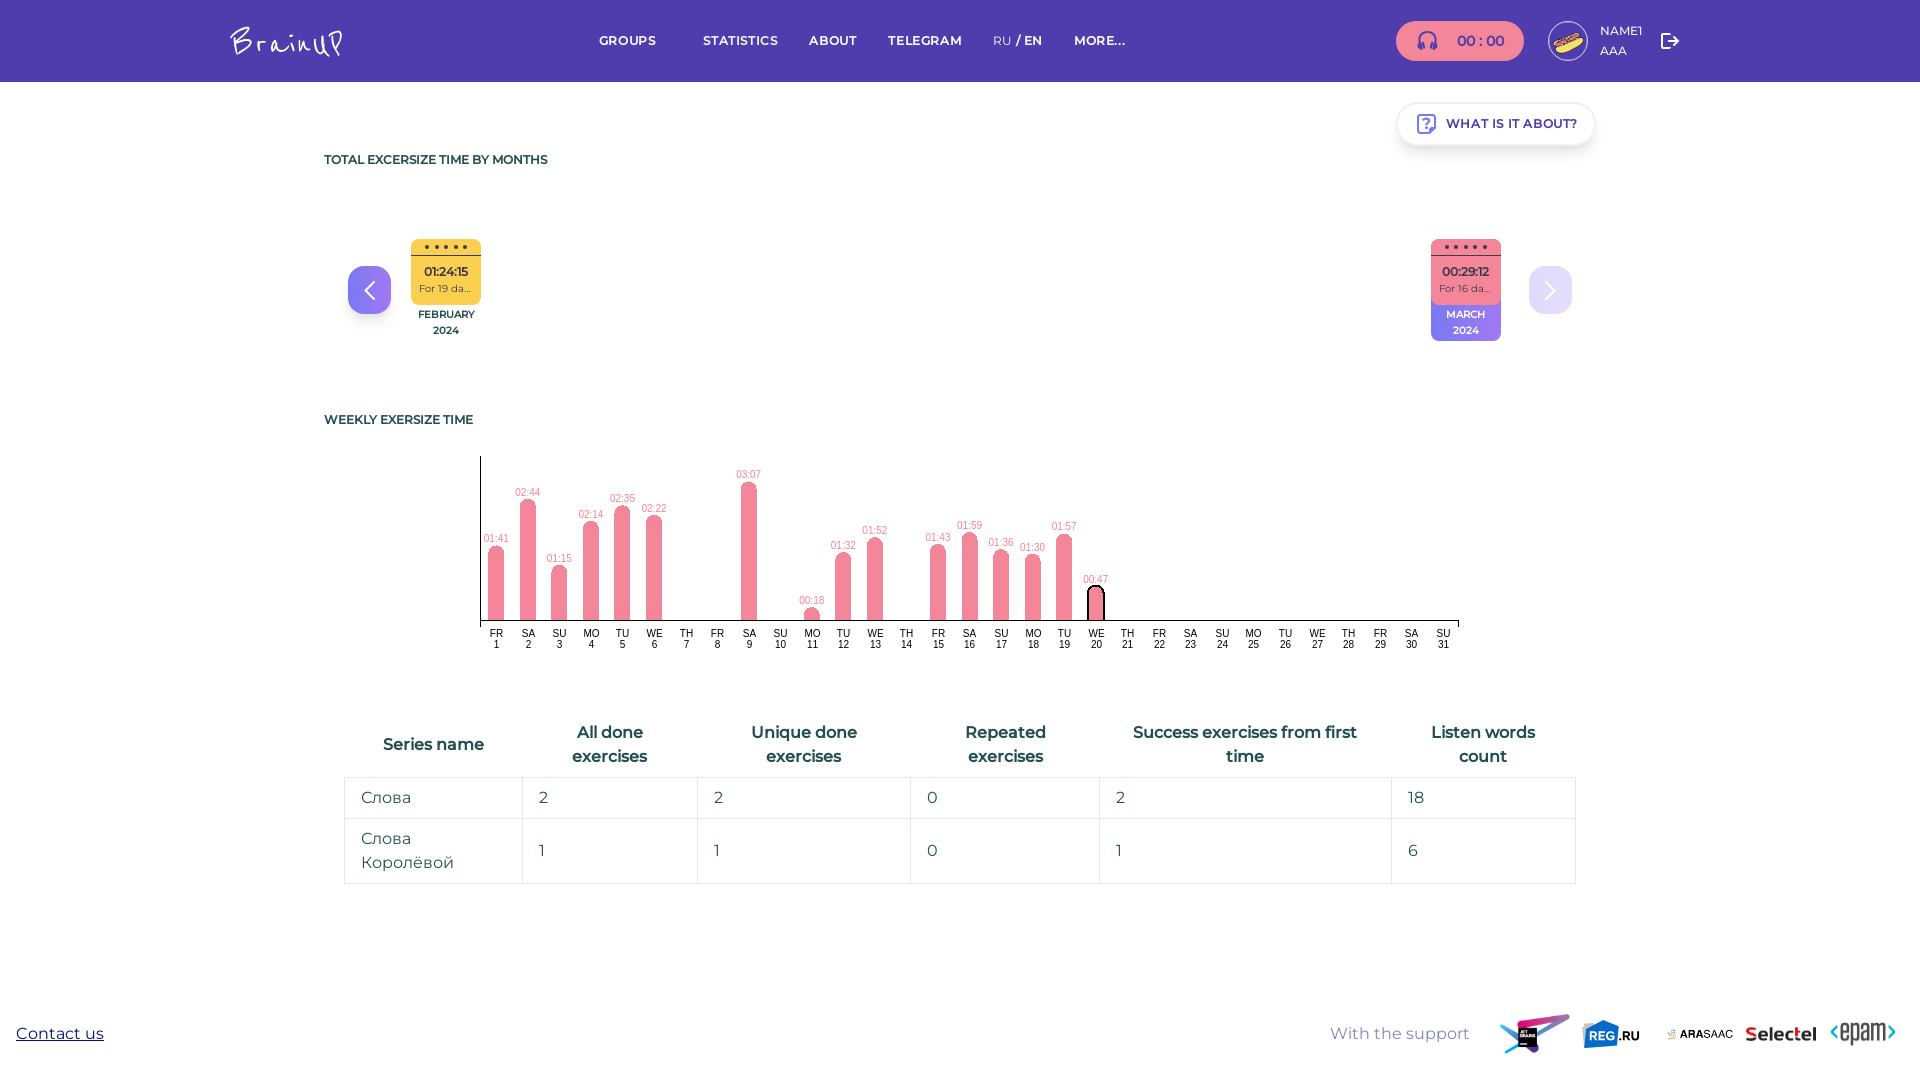 BrainUP
GROUPS
STATISTICS
ABOUT
TELEGRAM
RU / EN
MORE...
00 : 00
NAME1
AAA
WHAT IS IT ABOUT?
TOTAL EXCERSIZE TIME BY MONTHS
01:24:15
For 19 da...
FEBRUARY
2024
00:29:12
For 16 da...
MARCH
2024
WEEKLY EXERSIZE TIME
01:41 02:44 01:15 02:14 02:35 02:22 03:07 00:18 01:32 01:52 01:43 01:59 01:36 01:30 01:57 00:47
FR SA SU MO TU WE TH FR SA SU MO TU WE TH FR SA SU MO TU WE TH FR SA SU MO TU WE TH FR SA SU
1 2 3 4 5 6 7 8 9 10 11 12 13 14 15 16 17 18 19 20 21 22 23 24 25 26 27 28 29 30 31
Series name
All done
exercises
Unique done
exercises
Repeated
exercises
Success exercises from first
time
Listen words
count
Слова 2 2 0 2 18
Слова
Королёвой
1 1 0 1 6
Contact us
With the support
JET
BRAINS
REG.RU
ARASAAC
Selectel
<epam>